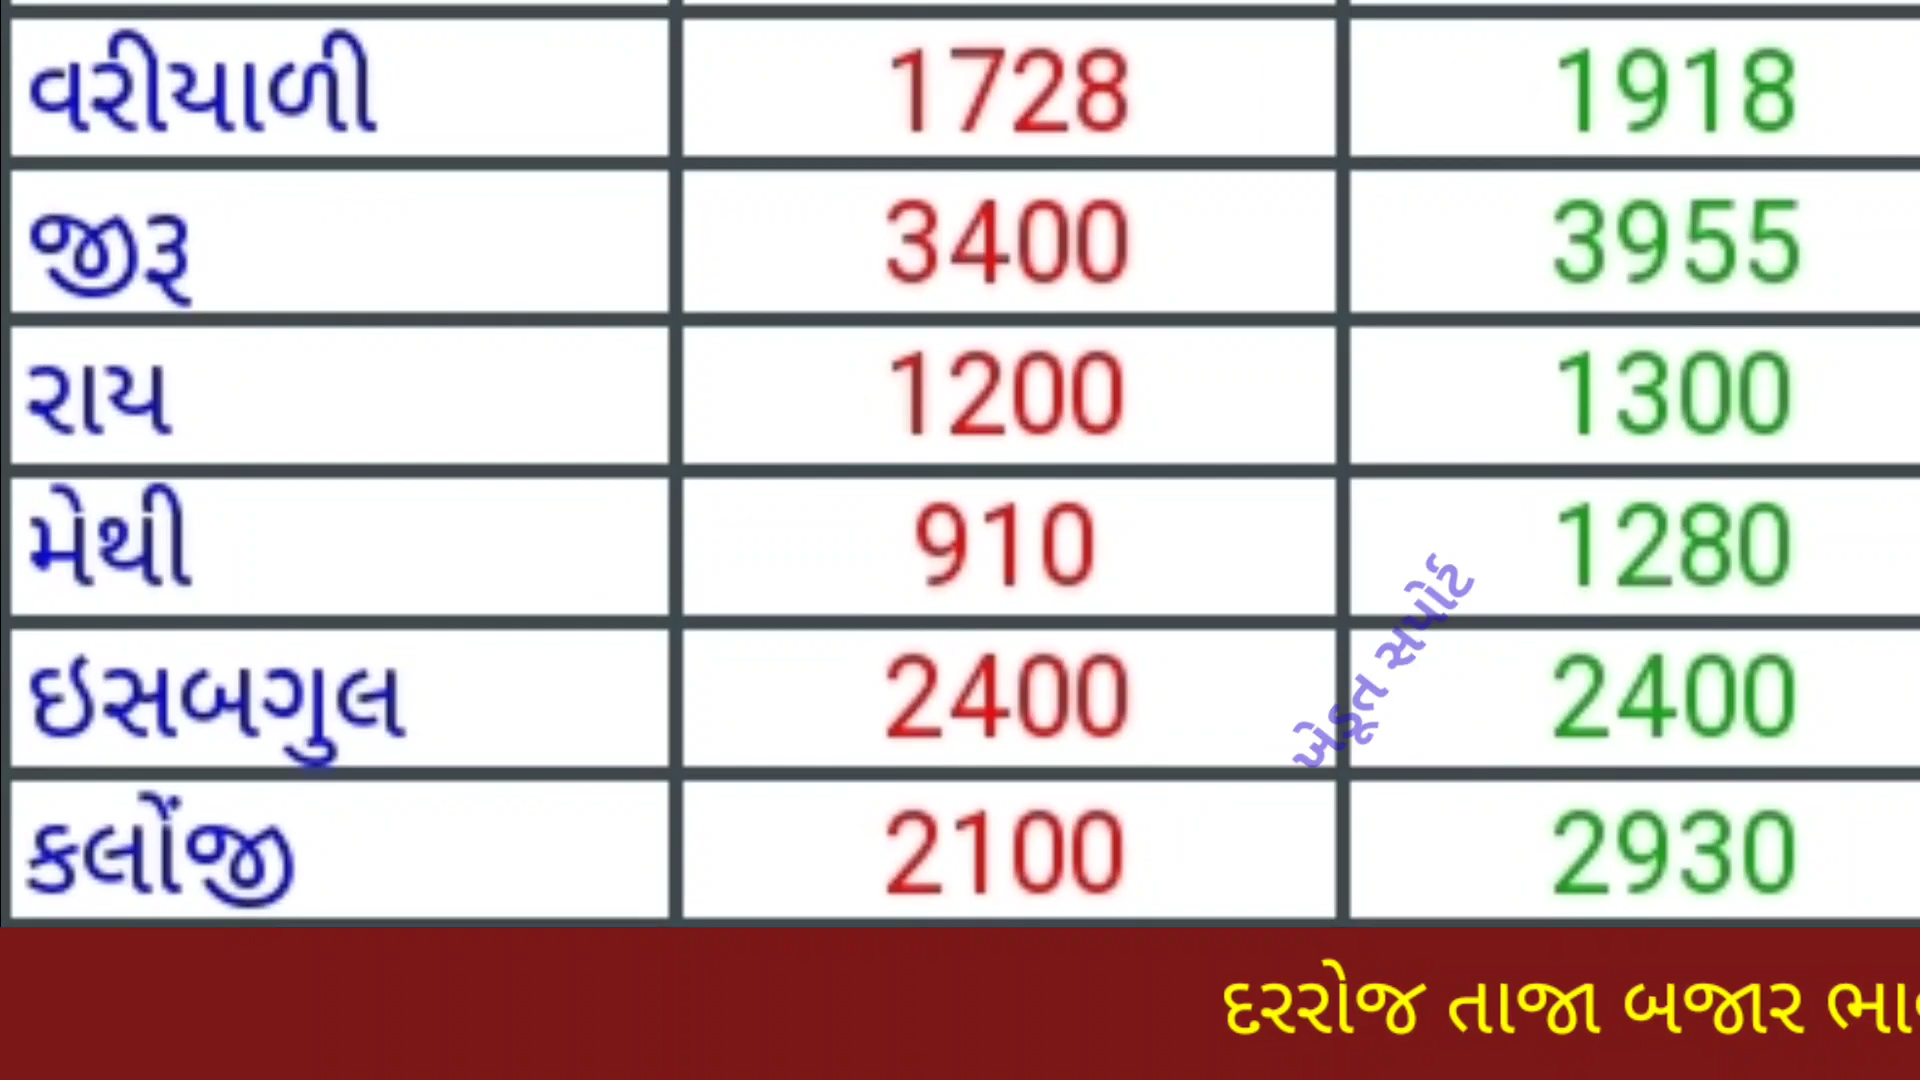 વરીયાળી 1728 1918
જીરૂ 3400 3955
રાય 1200 1300
મેથી 910 1280
ઇસબગુલ 2400 2400
કલોંજી 2100 2930
ખેડૂત સપોર્ટ
દરરોજ તાજા બજાર